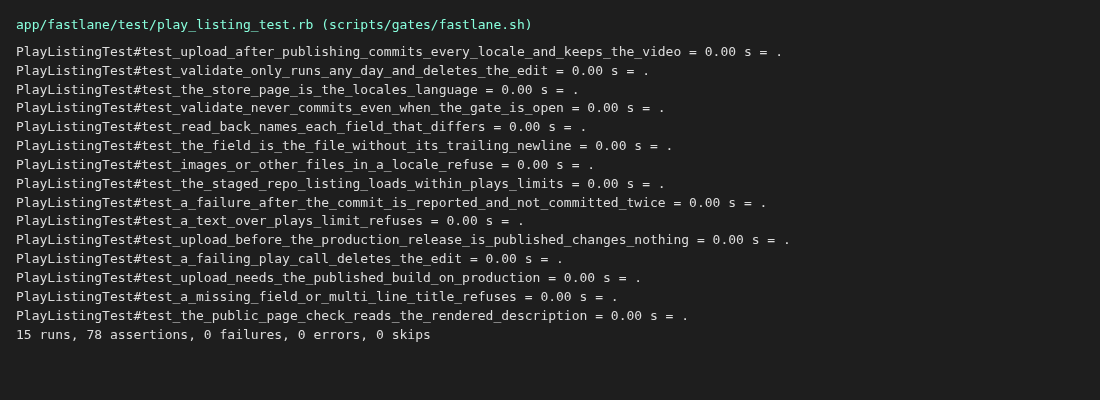 app/fastlane/test/play_listing_test.rb (scripts/gates/fastlane.sh)
PlayListingTest#test_upload_after_publishing_commits_every_locale_and_keeps_the_video = 0.00 s = .
PlayListingTest#test_validate_only_runs_any_day_and_deletes_the_edit = 0.00 s = .
PlayListingTest#test_the_store_page_is_the_locales_language = 0.00 s = .
PlayListingTest#test_validate_never_commits_even_when_the_gate_is_open = 0.00 s = .
PlayListingTest#test_read_back_names_each_field_that_differs = 0.00 s = .
PlayListingTest#test_the_field_is_the_file_without_its_trailing_newline = 0.00 s = .
PlayListingTest#test_images_or_other_files_in_a_locale_refuse = 0.00 s = .
PlayListingTest#test_the_staged_repo_listing_loads_within_plays_limits = 0.00 s = .
PlayListingTest#test_a_failure_after_the_commit_is_reported_and_not_committed_twice = 0.00 s = .
PlayListingTest#test_a_text_over_plays_limit_refuses = 0.00 s = .
PlayListingTest#test_upload_before_the_production_release_is_published_changes_nothing = 0.00 s = .
PlayListingTest#test_a_failing_play_call_deletes_the_edit = 0.00 s = .
PlayListingTest#test_upload_needs_the_published_build_on_production = 0.00 s = .
PlayListingTest#test_a_missing_field_or_multi_line_title_refuses = 0.00 s = .
PlayListingTest#test_the_public_page_check_reads_the_rendered_description = 0.00 s = .
15 runs, 78 assertions, 0 failures, 0 errors, 0 skips